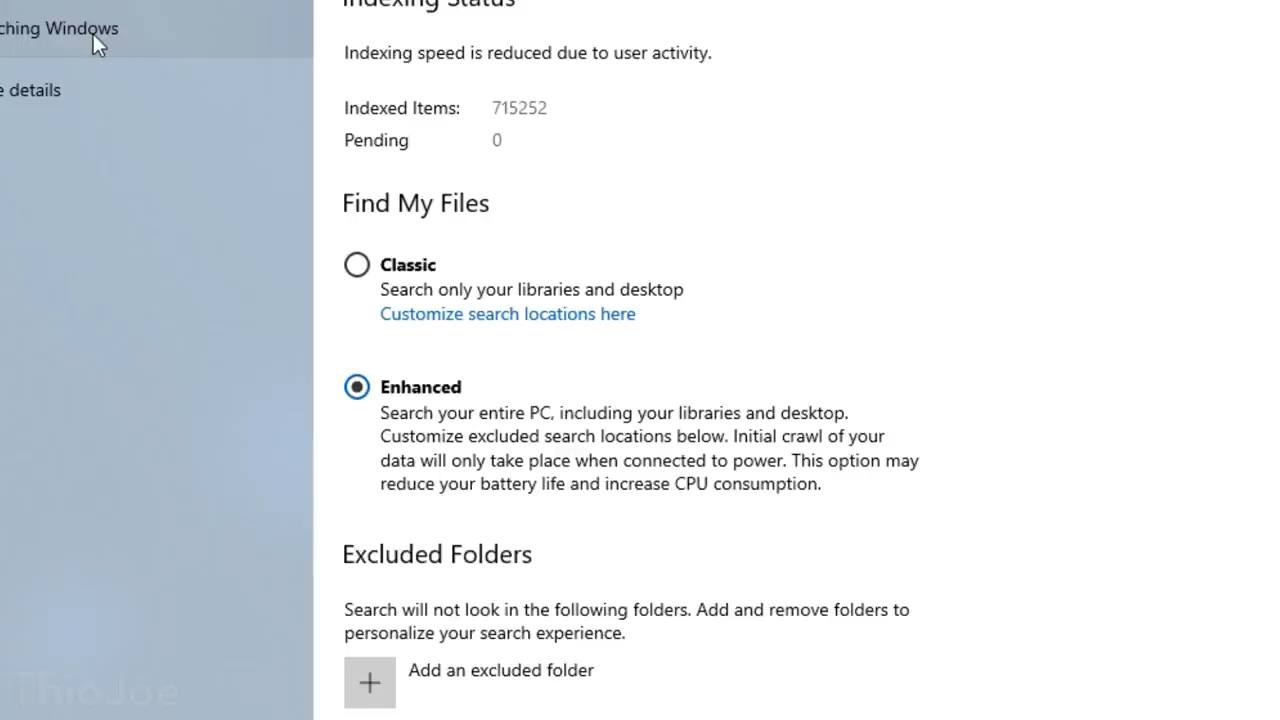 ching Windows
e details
Indexing Status
Indexing speed is reduced due to user activity.
Indexed Items: 715252
Pending 0
Find My Files
Classic
Search only your libraries and desktop
Customize search locations here
Enhanced
Search your entire PC, including your libraries and desktop.
Customize excluded search locations below. Initial crawl of your
data will only take place when connected to power. This option may
reduce your battery life and increase CPU consumption.
Excluded Folders
Search will not look in the following folders. Add and remove folders to
personalize your search experience.
Add an excluded folder
ThioJoe